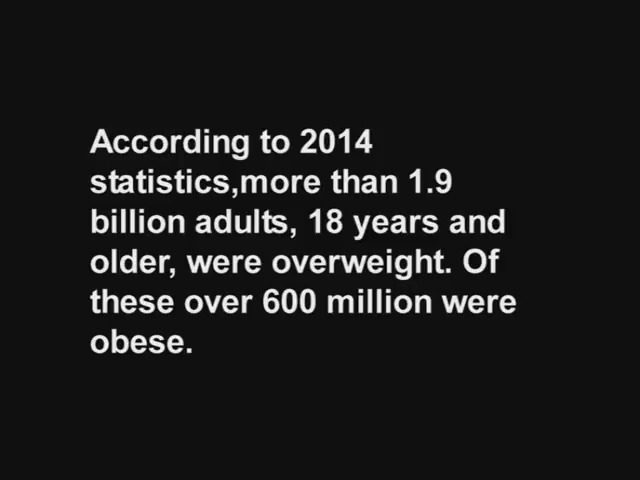 According to 2014
statistics,more than 1.9
billion adults, 18 years and
older, were overweight. Of
these over 600 million were
obese.